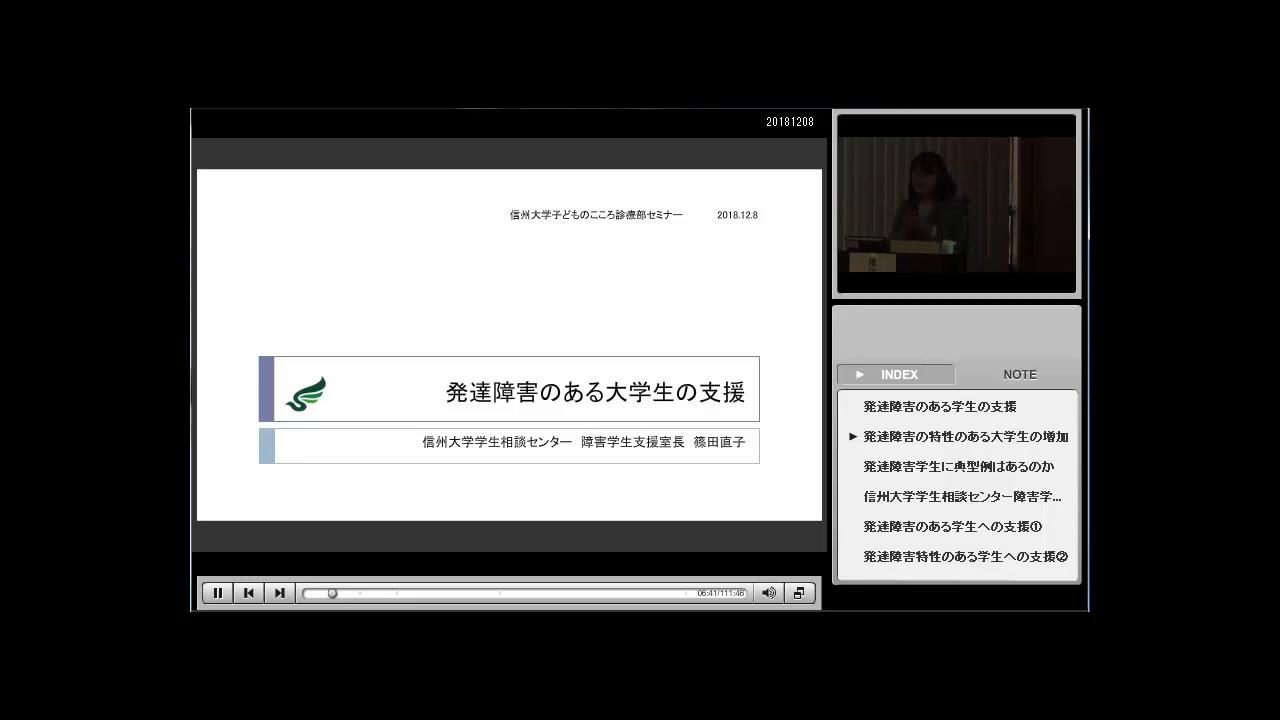 20181208
信州大学子どものこころ診療部セミナー 2018.12.8
発達障害のある大学生の支援
信州大学学生相談センター 障害学生支援室長 篠田直子
INDEX NOTE
発達障害のある学生の支援
発達障害の特性のある大学生の増加
発達障害学生に典型例はあるのか
信州大学学生相談センター障害学...
発達障害のある学生への支援①
発達障害特性のある学生への支援②
06:41/111:46